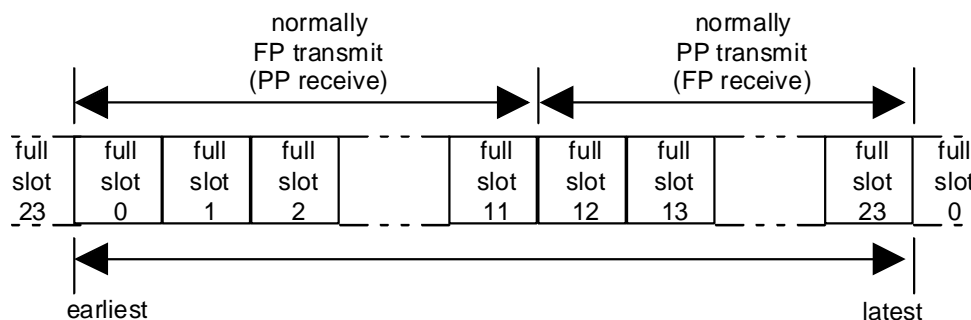 normally
FP transmit
(PP receive)
normally
PP transmit
(FP receive)
full
slot
23
full
slot
0
full
slot
1
full
slot
2
full
slot
11
full
slot
12
full
slot
13
full
slot
23
full
slot
0
earliest
latest